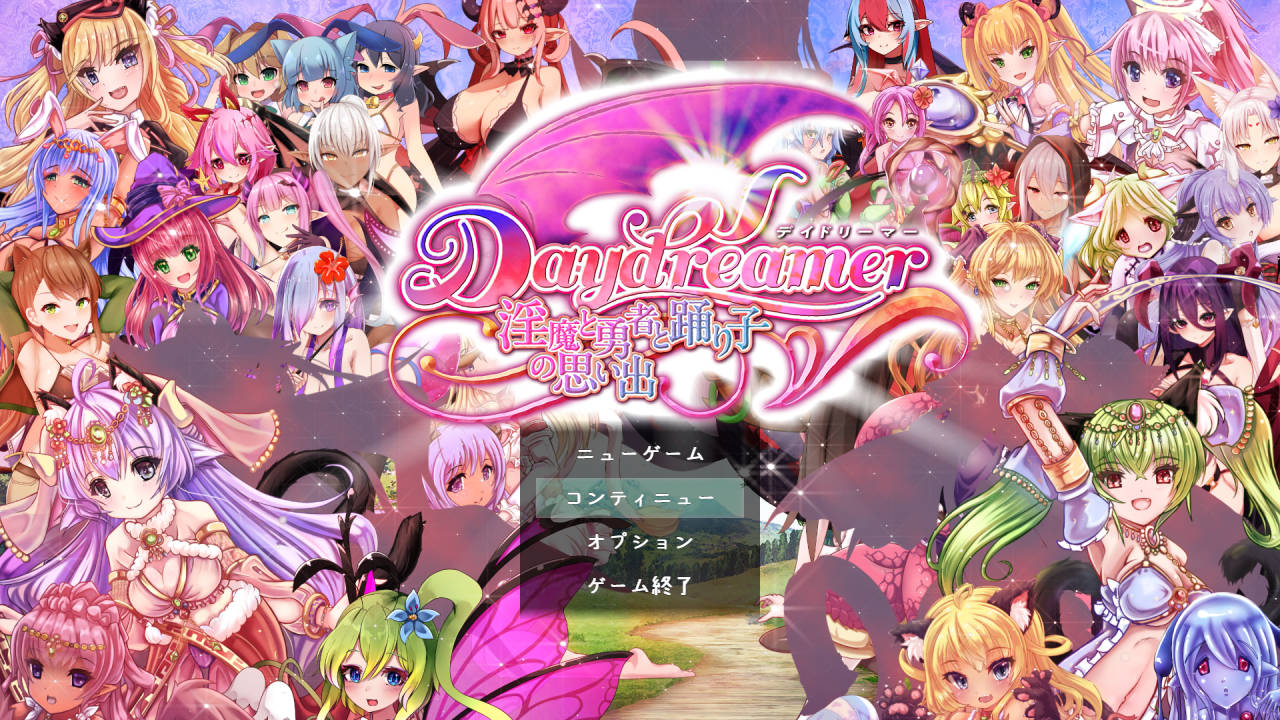 デイドリーマー
Daydreamer
淫魔と勇者と踊り子
の思い出
ニューゲーム
コンティニュー
オプション
ゲーム終了